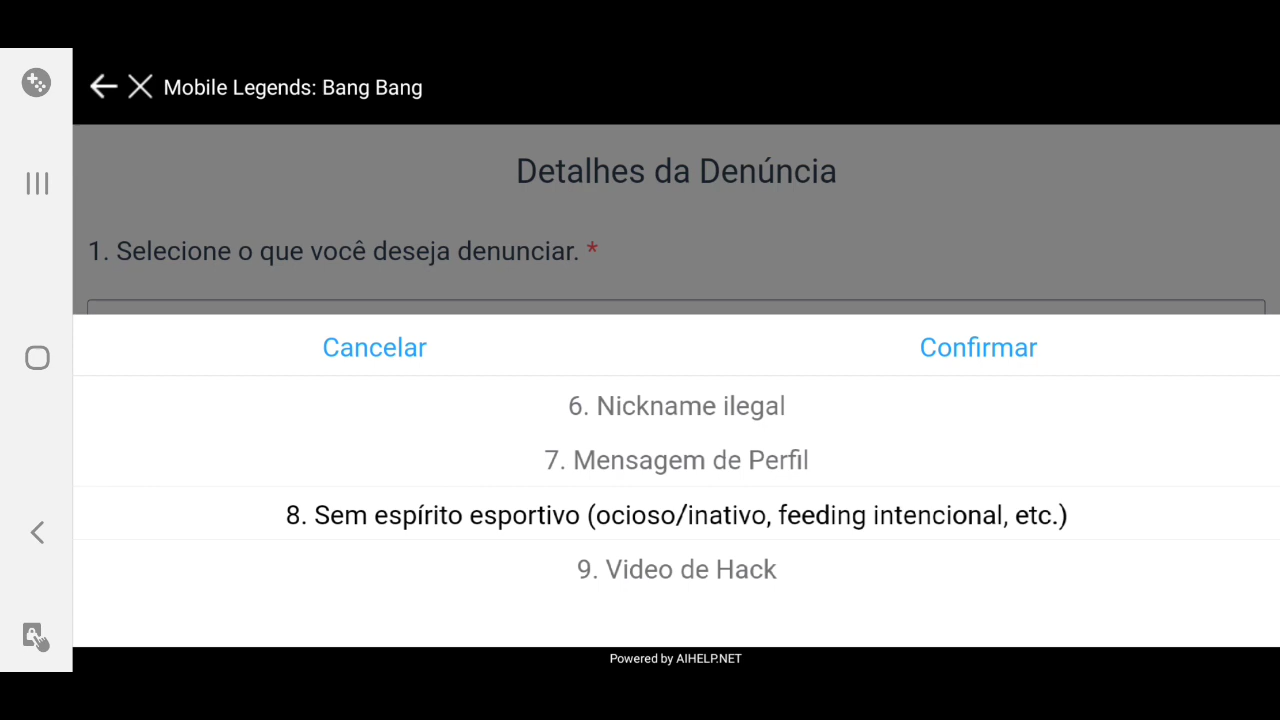 Mobile Legends: Bang Bang
Detalhes da Denúncia
1. Selecione o que você deseja denunciar. *
Cancelar Confirmar
6. Nickname ilegal
7. Mensagem de Perfil
8. Sem espírito esportivo (ocioso/inativo, feeding intencional, etc.)
9. Video de Hack
Powered by AIHELP.NET